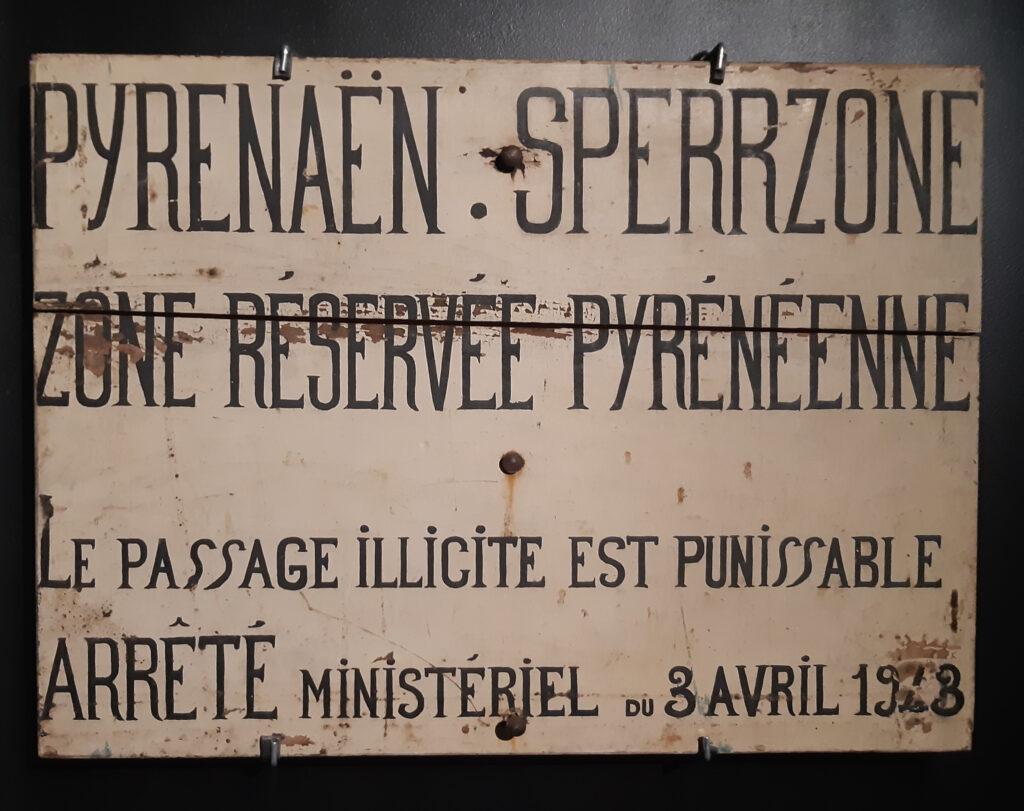 PYRENAËN . SPERRZONE
ZONE RÉSERVÉE PYRÉNÉENNE
LE PASSAGE ILLICITE EST PUNISSABLE
ARRÊTÉ MINISTÉRIEL DU 3 AVRIL 1943